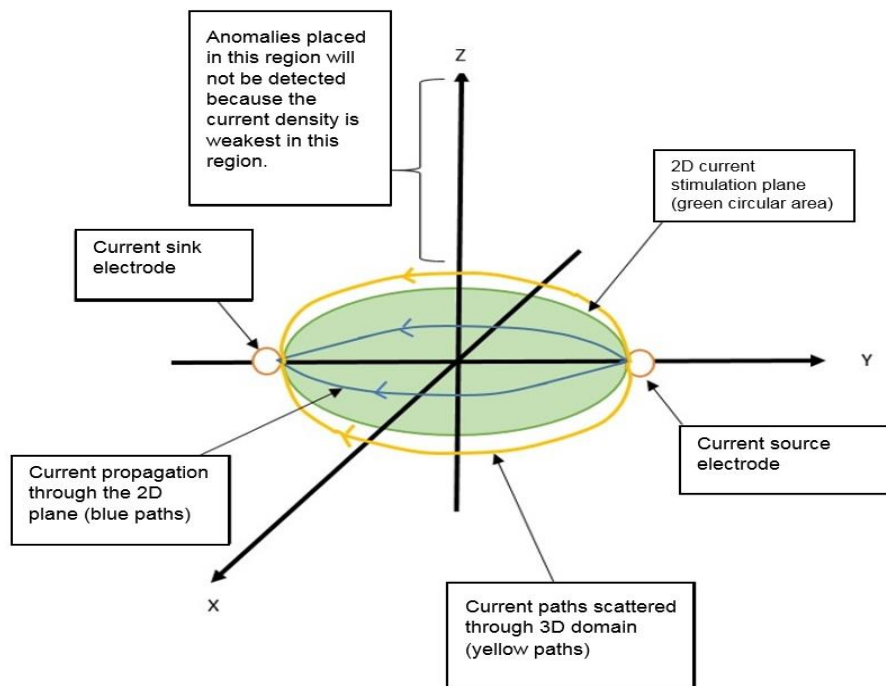 Anomalies placed
in this region will
not be detected
because the
current density is
weakest in this
region.
Z
2D current
stimulation plane
(green circular area)
Current sink
electrode
Y
Current source
electrode
Current propagation
through the 2D
plane (blue paths)
X
Current paths scattered
through 3D domain
(yellow paths)